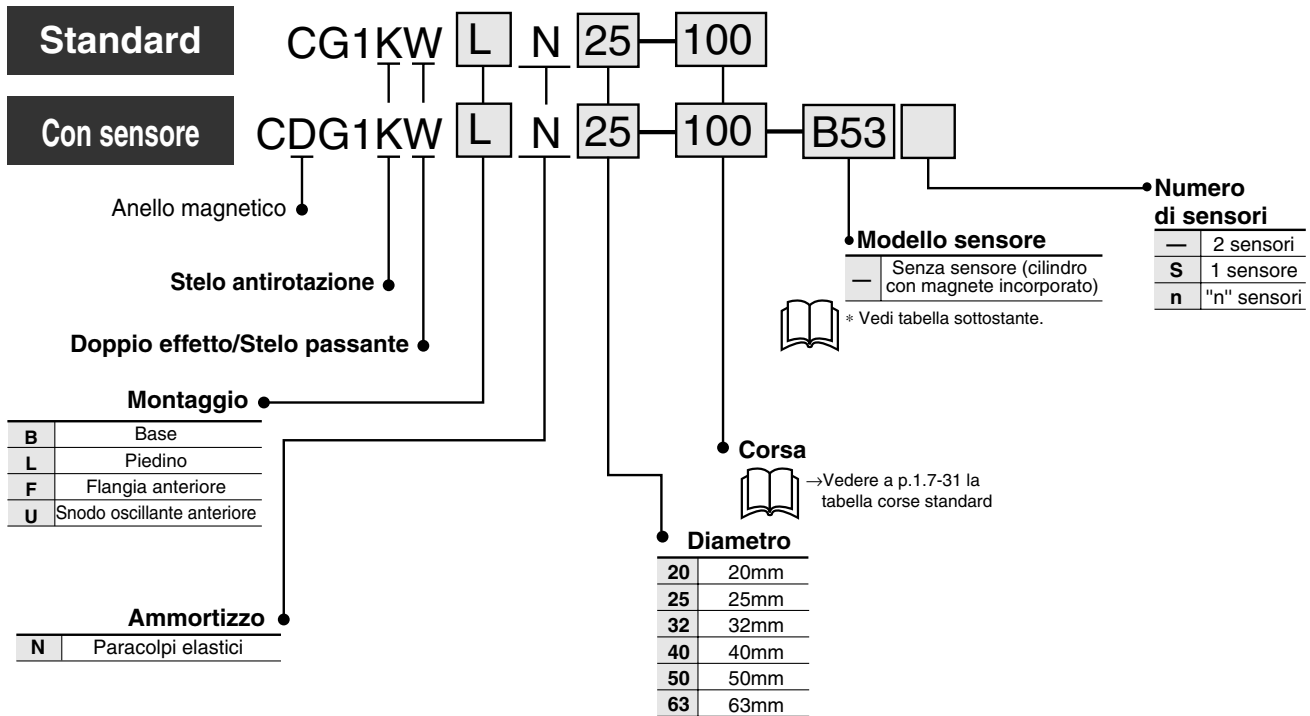 Standard
CG1KW L N 25 — 100
Con sensore
CDG1KW L N 25 — 100 — B53
Anello magnetico
Stelo antirotazione
Doppio effetto/Stelo passante
Montaggio
B Base
L Piedino
F Flangia anteriore
U Snodo oscillante anteriore
Ammortizzo
N Paracolpi elastici
Numero
di sensori
— 2 sensori
S 1 sensore
n "n" sensori
Modello sensore
— Senza sensore (cilindro
con magnete incorporato)
* Vedi tabella sottostante.
Corsa
→Vedere a p.1.7-31 la
tabella corse standard
Diametro
20 20mm
25 25mm
32 32mm
40 40mm
50 50mm
63 63mm